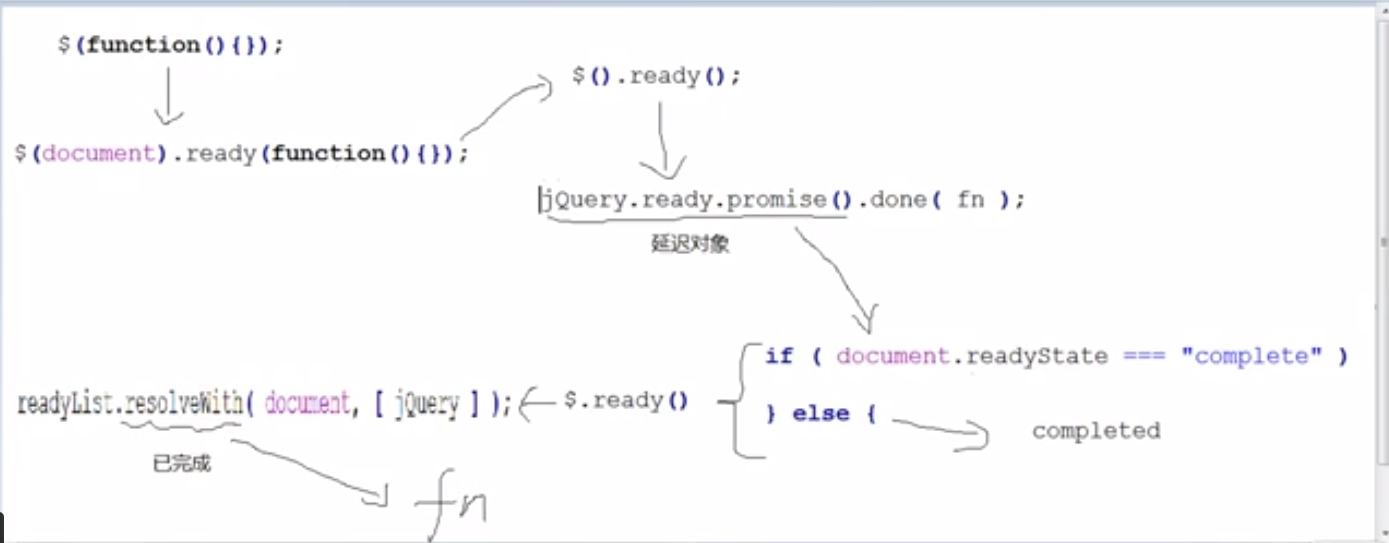 $(function(){});
$().ready();
$(document).ready(function(){});
jQuery.ready.promise().done( fn );
延迟对象
if ( document.readyState === "complete" )
readyList.resolveWith( document, [ jQuery ] );
$.ready()
} else {
completed
已完成
fn